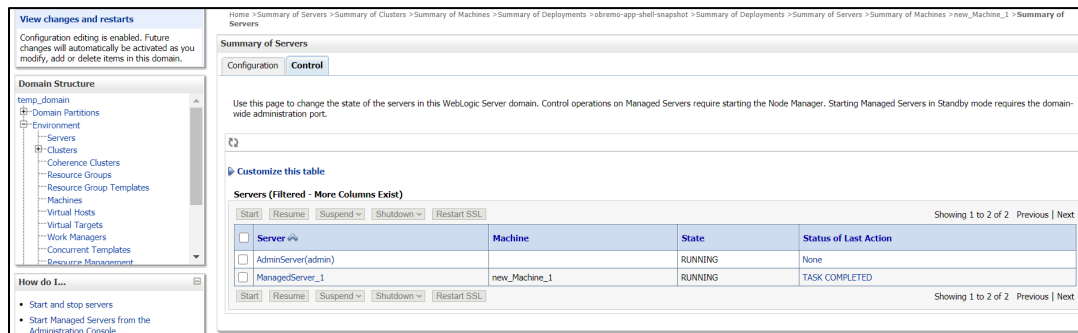 View changes and restarts
Configuration editing is enabled. Future
changes will automatically be activated as you
modify, add or delete items in this domain.
Domain Structure
temp_domain
Domain Partitions
Environment
Servers
Clusters
Coherence Clusters
Resource Groups
Resource Group Templates
Machines
Virtual Hosts
Virtual Targets
Work Managers
Concurrent Templates
Resource Management
How do I...
Start and stop servers
Start Managed Servers from the
Administration Console
Home >Summary of Servers >Summary of Clusters >Summary of Machines >Summary of Deployments >obremo-app-shell-snapshot >Summary of Deployments >Summary of Servers >Summary of Machines >new_Machine_1 >Summary of
Servers
Summary of Servers
Configuration Control
Use this page to change the state of the servers in this WebLogic Server domain. Control operations on Managed Servers require starting the Node Manager. Starting Managed Servers in Standby mode requires the domain-
wide administration port.
Customize this table
Servers (Filtered - More Columns Exist)
Start Resume Suspend Shutdown Restart SSL Showing 1 to 2 of 2 Previous | Next
Server Machine State Status of Last Action
AdminServer(admin) RUNNING None
ManagedServer_1 new_Machine_1 RUNNING TASK COMPLETED
Start Resume Suspend Shutdown Restart SSL Showing 1 to 2 of 2 Previous | Next